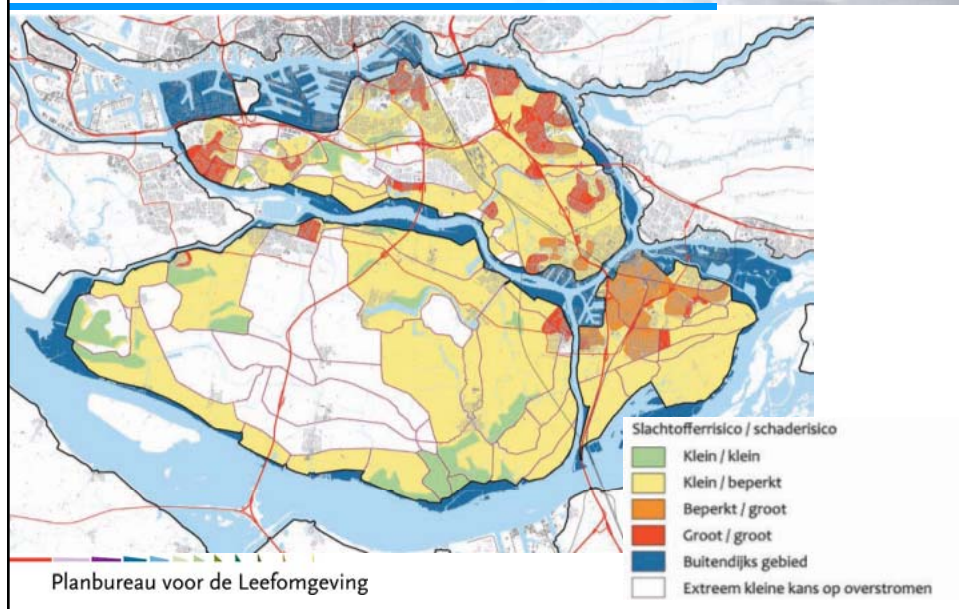 Slachtofferrisico / schaderisico
Klein / klein
Klein / beperkt
Beperkt / groot
Groot / groot
Buitendijks gebied
Extreem kleine kans op overstromen
Planbureau voor de Leefomgeving